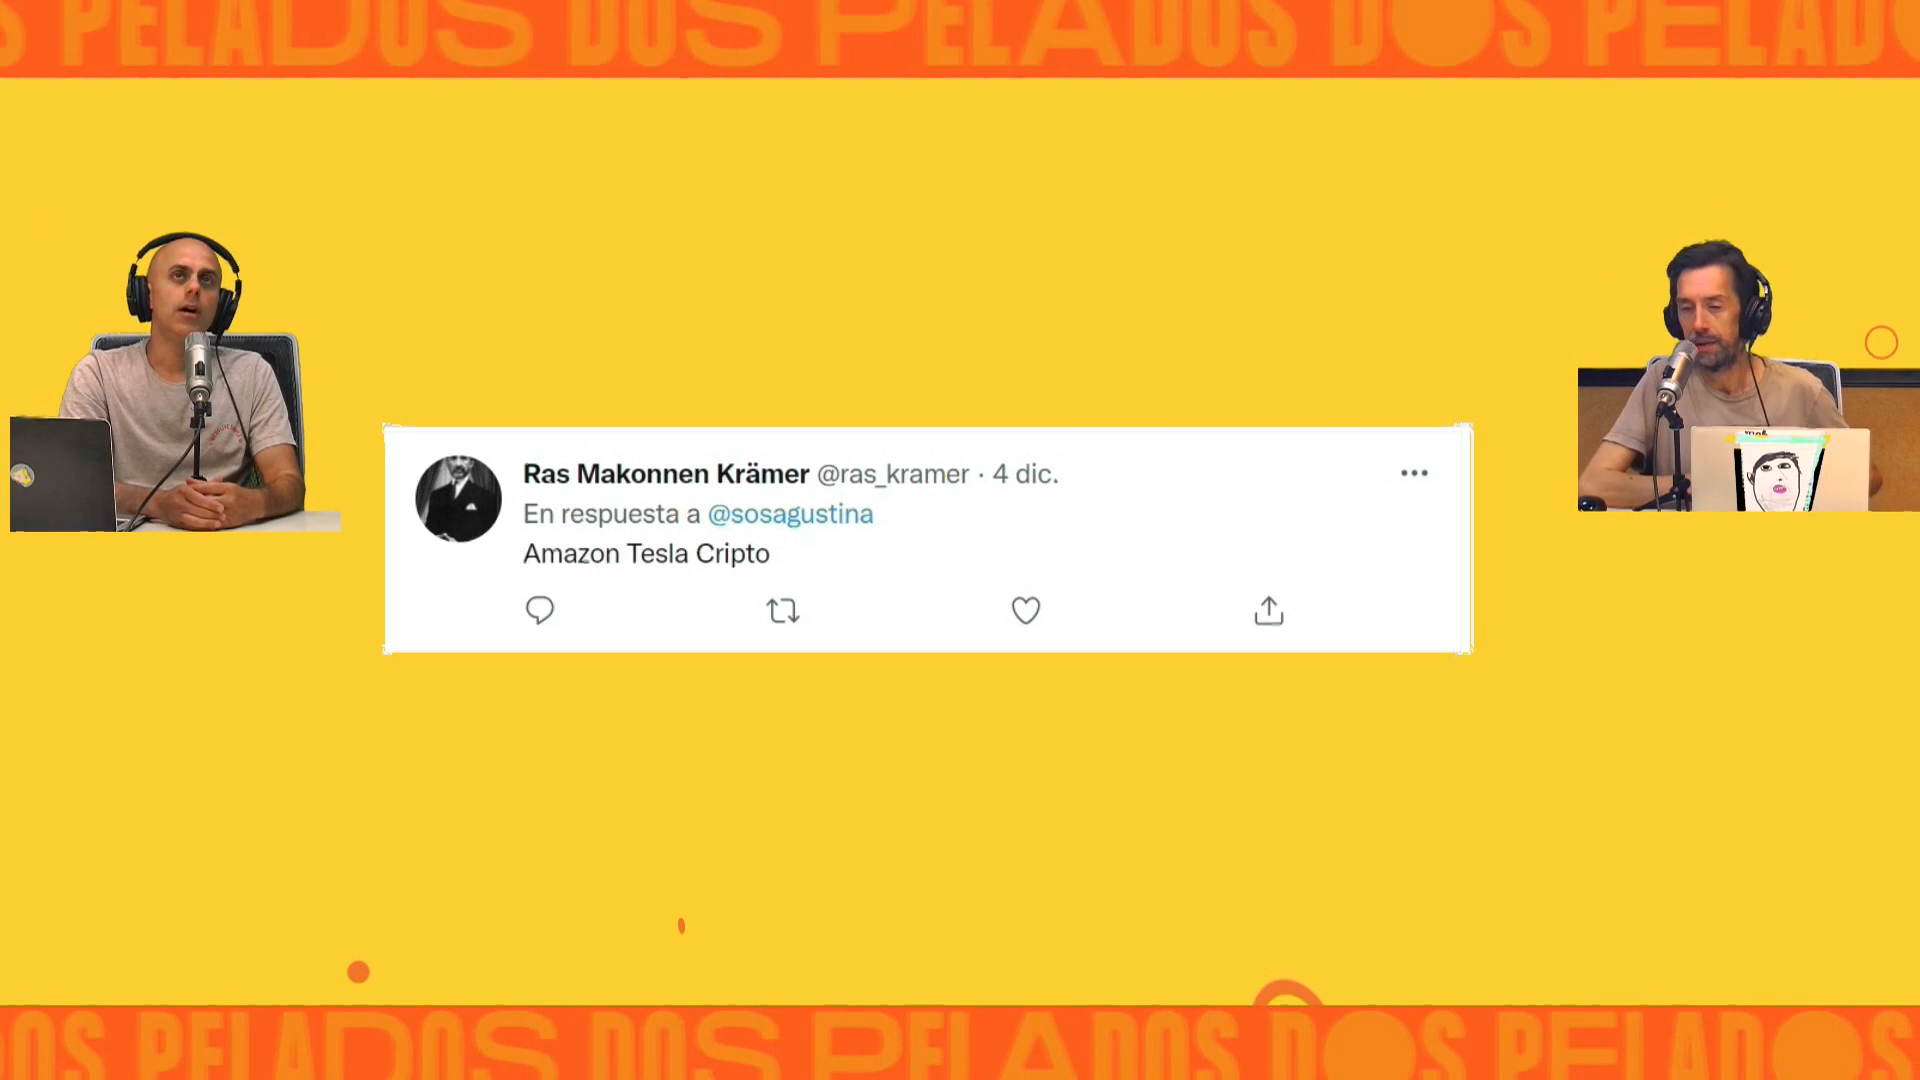 S PELADOS DOS PELADOS DOS PELADO
Ras Makonnen Krämer @ras_kramer · 4 dic.
En respuesta a @sosagustina
Amazon Tesla Cripto
DOS PELADOS DOS PELADOS DOS PELADOS